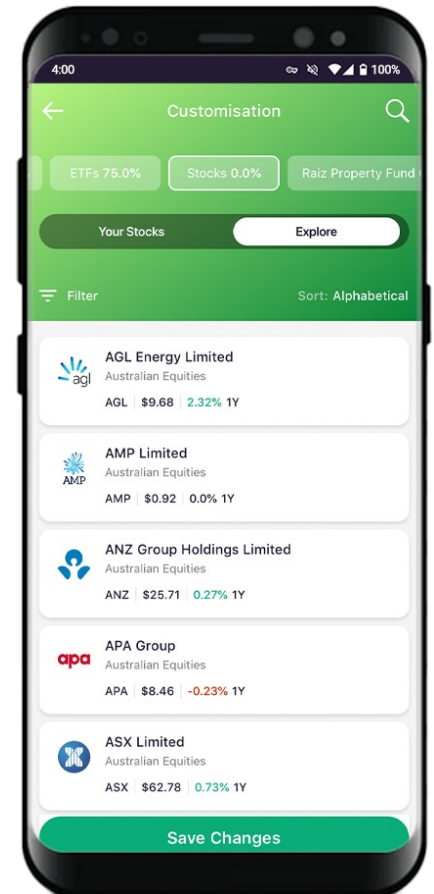 4:00
100%
Customisation
%
ETFs 75.0%
Stocks 0.0%
Raiz Property Fund
Your Stocks
Explore
Filter
Sort: Alphabetical
agl
AGL Energy Limited
Australian Equities
AGL $9.68 2.32% 1Y
AMP
AMP Limited
Australian Equities
AMP $0.92 0.0% 1Y
ANZ Group Holdings Limited
Australian Equities
ANZ $25.71 0.27% 1Y
apa
APA Group
Australian Equities
APA $8.46 -0.23% 1Y
ASX Limited
Australian Equities
ASX $62.78 0.73% 1Y
Save Changes